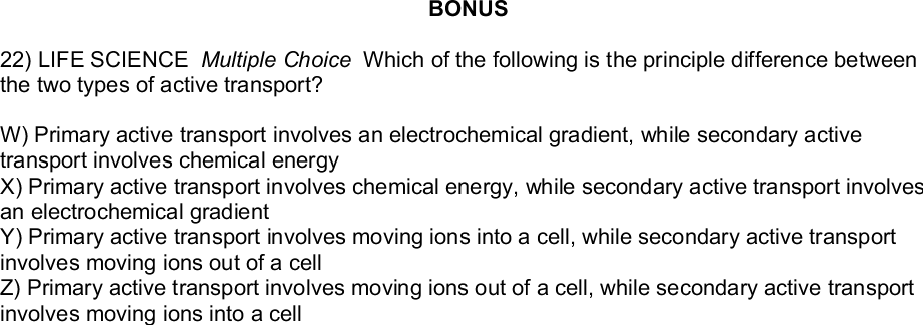 BONUS
22) LIFE SCIENCE Multiple Choice Which of the following is the principle difference between
the two types of active transport?
W) Primary active transport involves an electrochemical gradient, while secondary active
transport involves chemical energy
X) Primary active transport involves chemical energy, while secondary active transport involves
an electrochemical gradient
Y) Primary active transport involves moving ions into a cell, while secondary active transport
involves moving ions out of a cell
Z) Primary active transport involves moving ions out of a cell, while secondary active transport
involves moving ions into a cell